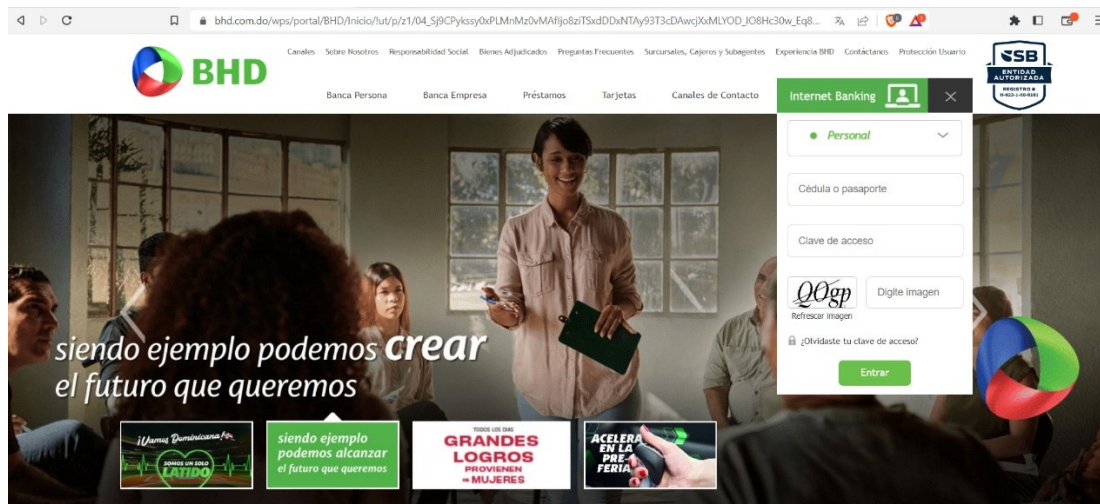 bhd.com.do/wps/portal/BHD/Inicio/!ut/p/z1/04_Sj9CPykssy0xPLMnMz0vMAfIjo8ziTSxdDDxNTAy93T3cDAwcjXxMLYOD_IO8Hc30w_Eq8...
BHD
Canales Sobre Nosotros Responsabilidad Social Bienes Adjudicados Preguntas Frecuentes Surcursales, Cajeros y Subagentes Experiencia BHD Contáctanos Protección Usuario
Banca Persona Banca Empresa Préstamos Tarjetas Canales de Contacto
SSB
ENTIDAD
AUTORIZADA
Internet Banking
Personal
Cédula o pasaporte
Clave de acceso
QOgp
Digite imagen
Refrescar imagen
¿Olvidaste tu clave de acceso?
Entrar
siendo ejemplo podemos crear
el futuro que queremos
¡Vamos Dominicana!
SOMOS UN SOLO
LATIDO
siendo ejemplo
podemos alcanzar
el futuro que queremos
TODOS LOS DIAS
GRANDES
LOGROS
PROVIENEN
DE MUJERES
ACELERA
EN LA
PRE-
FERIA